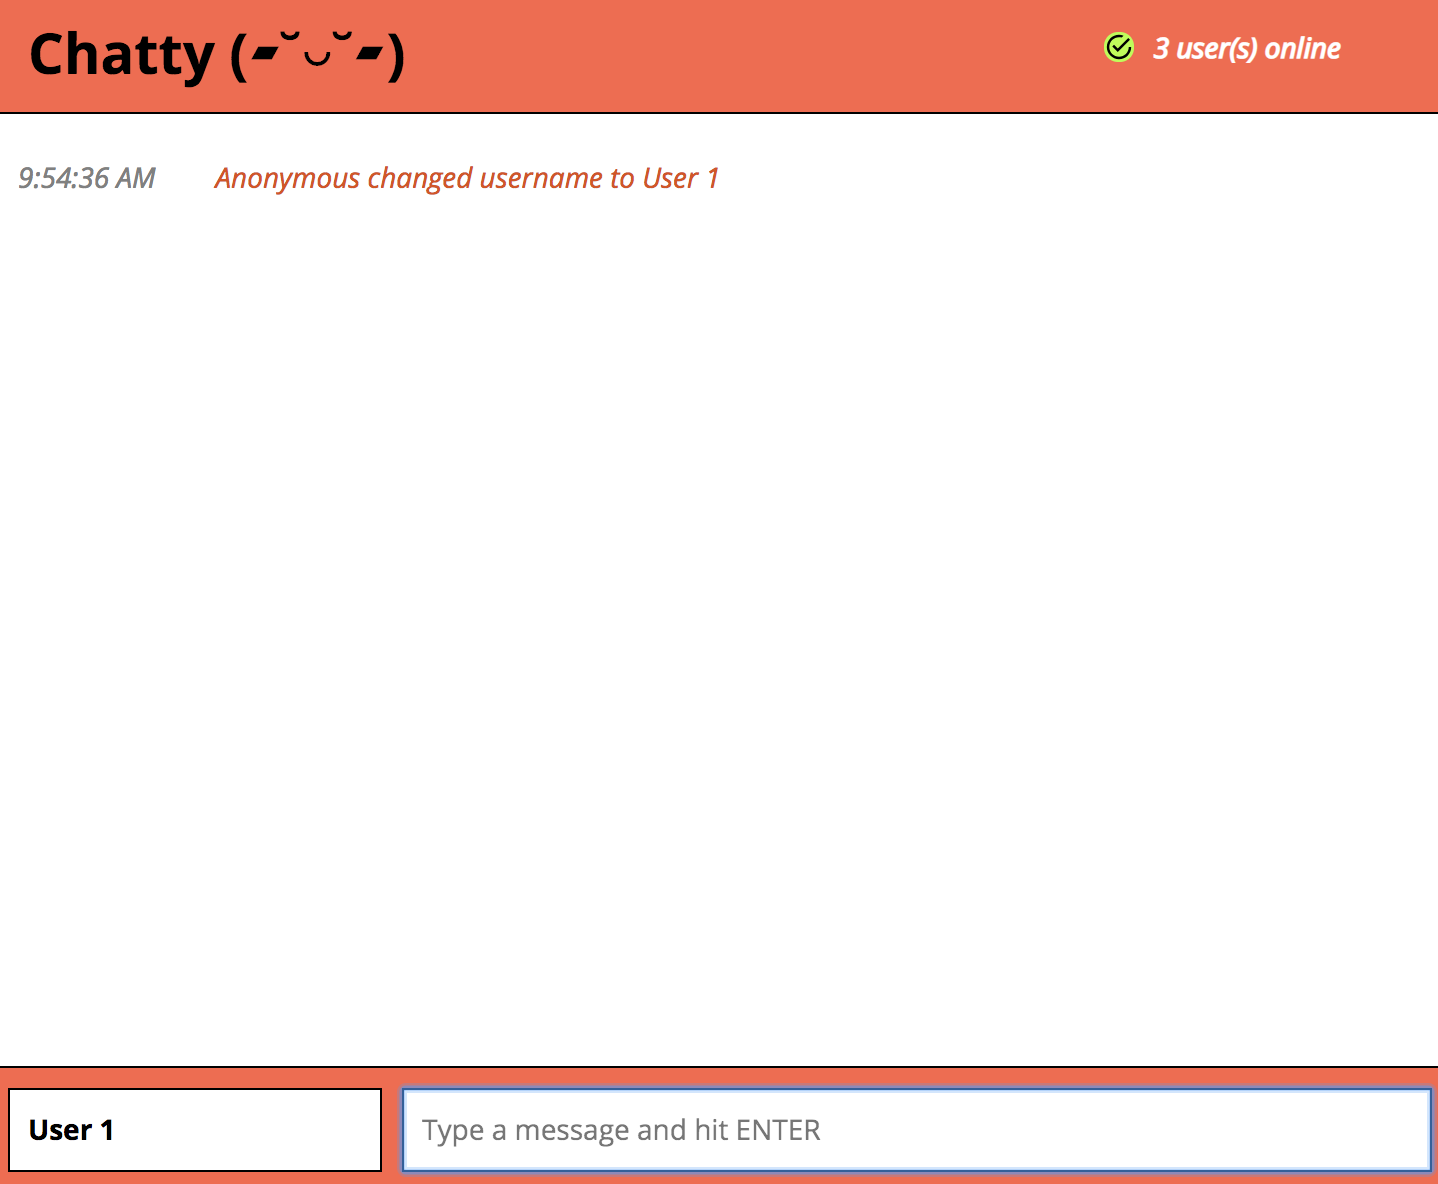 Chatty (▰˘◡˘▰)
3 user(s) online
9:54:36 AM Anonymous changed username to User 1
User 1
Type a message and hit ENTER